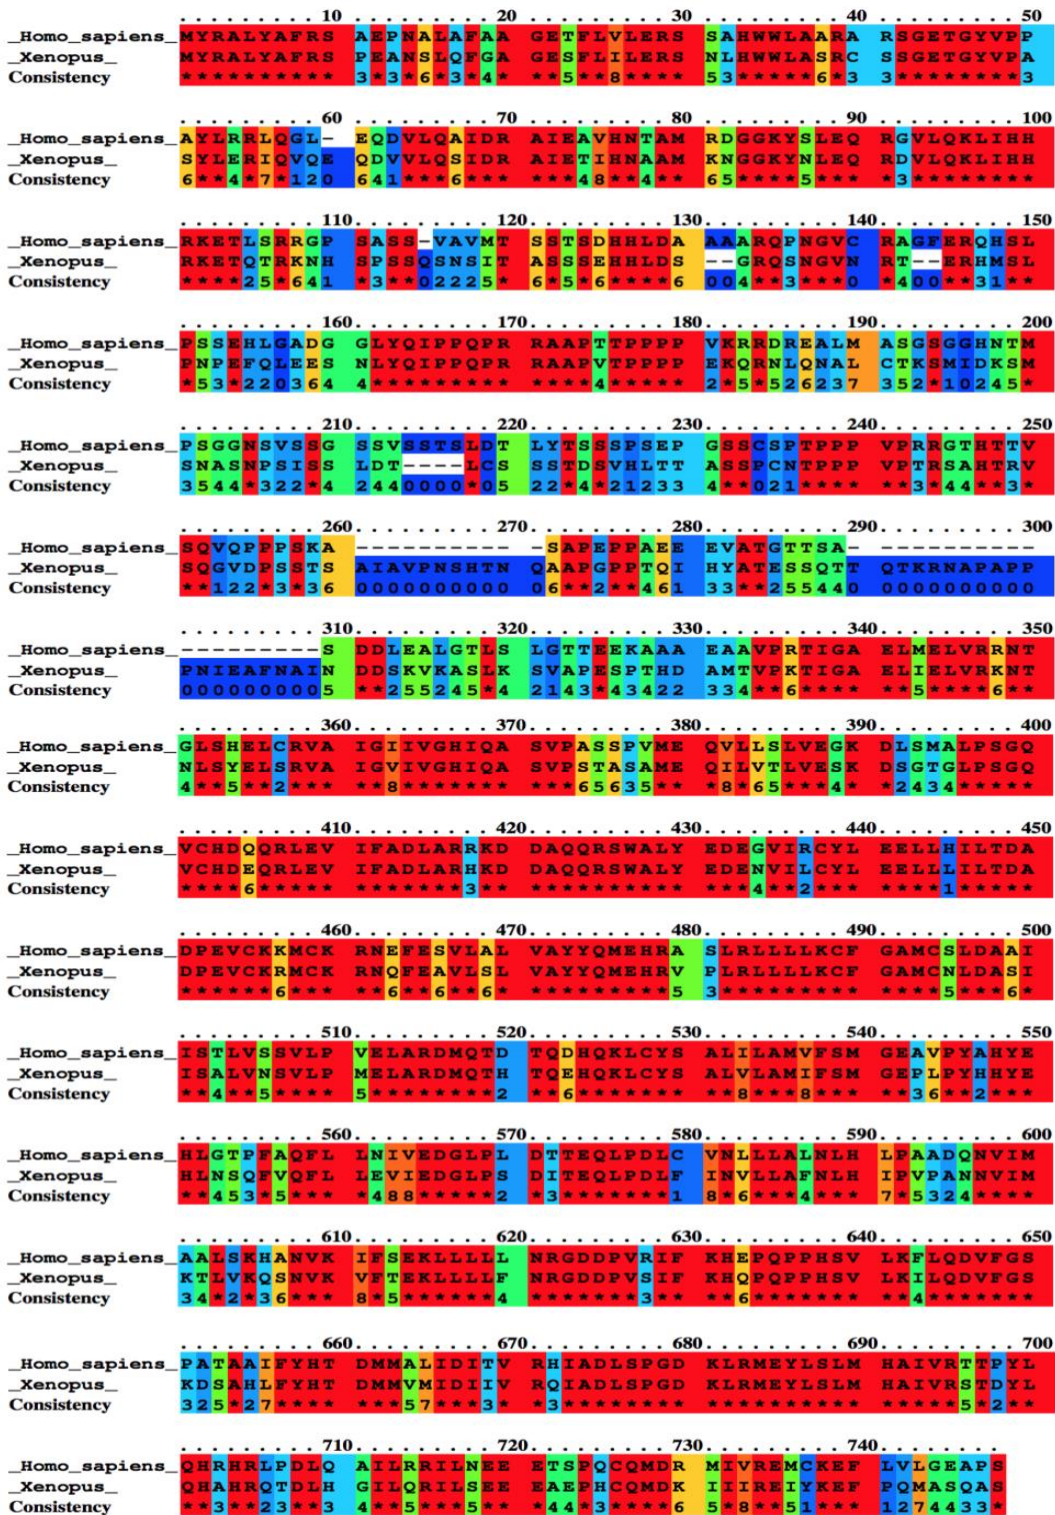 . . . . . . . . . 10. . . . . . . . . 20. . . . . . . . . 30. . . . . . . . . 40. . . . . . . . . 50
_Homo_sapiens_ MYRALYAFRS AEPNALAFAA GETFLVLERS SAHWWLAARA RSGETGYVPP
_Xenopus_ MYRALYAFRS PEANSLQFGA GESFLILERS NLHWWLASRC SSGETGYVPA
Consistency ********** 3*3*6*3*4* **5**8**** 53*****6*3 3********3
. . . . . . . . . 60. . . . . . . . . 70. . . . . . . . . 80. . . . . . . . . 90. . . . . . . . . 100
_Homo_sapiens_ AYLRRLQGL- EQDVLQAIDR AIEAVHNTAM RDGGKYSLEQ RGVLQKLIHH
_Xenopus_ SYLERIQVQE QDVVLQSIDR AIETIHNAAM KNGGKYNLEQ RDVLQKLIHH
Consistency 6**4*7*120 641***6*** ***48**4** 65****5*** *3********
. . . . . . . . . 110. . . . . . . . . 120. . . . . . . . . 130. . . . . . . . . 140. . . . . . . . . 150
_Homo_sapiens_ RKETLSRRGP SASS-VAVMT SSTSDHHLDA AAARQPNGVC RAGFERQHSL
_Xenopus_ RKETQTRKNH SPSSQSNSIT ASSSEHHLDS --GRQSNGVN RT--ERHMSL
Consistency ****25*641 *3**02225* 6*5*6****6 004**3***0 *400**31**
. . . . . . . . . 160. . . . . . . . . 170. . . . . . . . . 180. . . . . . . . . 190. . . . . . . . . 200
_Homo_sapiens_ PSSEHLGADG GLYQIPPQPR RAAPTTPPPP VKRRDREALM ASGSGGHNTM
_Xenopus_ PNPEFQLEES NLYQIPPQPR RAAPVTPPPP EKQRNLQNAL CTKSMIDKSM
Consistency *53*220364 4********* ****4***** 2*5*526237 352*10245*
. . . . . . . . . 210. . . . . . . . . 220. . . . . . . . . 230. . . . . . . . . 240. . . . . . . . . 250
_Homo_sapiens_ PSGGNSVSSG SSVSSTSLDT LYTSSSPSEP GSSCSPTPPP VPRRGTHTTV
_Xenopus_ SNASNPSISS LDT----LCS SSTDSVHLTT ASSPCNTPPP VPTRSAHTRV
Consistency 3544*322*4 2440000*05 22*4*21233 4**021**** **3*44**3*
. . . . . . . . . 260. . . . . . . . . 270. . . . . . . . . 280. . . . . . . . . 290. . . . . . . . . 300
_Homo_sapiens_ SQVQPPPSKA ---------- -SAPEPPAEE EVATGTTSA- ----------
_Xenopus_ SQGVDPSSTS AIAVPNSHTN QAAPGPPTQI HYATESSQTT QTKRNAPAPP
Consistency **122*3*36 0000000000 06**2**461 33**255440 0000000000
. . . . . . . . . 310. . . . . . . . . 320. . . . . . . . . 330. . . . . . . . . 340. . . . . . . . . 350
_Homo_sapiens_ ---------S DDLEALGTLS LGTTEEKAAA EAAVPRTIGA ELMELVRRNT
_Xenopus_ PNIEAFNAIN DDSKVKASLK SVAPESPTHD AMTVPKTIGA ELIELVRKNT
Consistency 0000000005 **255245*4 2143*43422 334**6**** **5****6**
. . . . . . . . . 360. . . . . . . . . 370. . . . . . . . . 380. . . . . . . . . 390. . . . . . . . . 400
_Homo_sapiens_ GLSHELCRVA IGIIVGHIQA SVPASSPVME QVLLSLVEGK DLSMALPSGQ
_Xenopus_ NLSYELSRVA IGVIVGHIQA SVPSTASAME QILVTLVESK DSGTGLPSGQ
Consistency 4**5**2*** **8******* ***65635** *8*65***4* *2434*****
. . . . . . . . . 410. . . . . . . . . 420. . . . . . . . . 430. . . . . . . . . 440. . . . . . . . . 450
_Homo_sapiens_ VCHDQQRLEV IFADLARRKD DAQQRSWALY EDEGVIRCYL EELLHILTDA
_Xenopus_ VCHDEQRLEV IFADLARHKD DAQQRSWALY EDENVILCYL EELLLILTDA
Consistency ****6***** *******3** ********** ***4**2*** ****1*****
. . . . . . . . . 460. . . . . . . . . 470. . . . . . . . . 480. . . . . . . . . 490. . . . . . . . . 500
_Homo_sapiens_ DPEVCKKMCK RNEFESVLAL VAYYQMEHRA SLRLLLLKCF GAMCSLDAAI
_Xenopus_ DPEVCKRMCK RNQFEAVLSL VAYYQMEHRV PLRLLLLKCF GAMCNLDASI
Consistency ******6*** **6**6**6* *********5 3********* ****5***6*
. . . . . . . . . 510. . . . . . . . . 520. . . . . . . . . 530. . . . . . . . . 540. . . . . . . . . 550
_Homo_sapiens_ ISTLVSSVLP VELARDMQTD TQDHQKLCYS ALILAMVFSM GEAVPYAHYE
_Xenopus_ ISALVNSVLP MELARDMQTH TQEHQKLCYS ALVLAMIFSM GEPLPYHHYE
Consistency **4**5**** 5********2 **6******* **8***8*** **36**2***
. . . . . . . . . 560. . . . . . . . . 570. . . . . . . . . 580. . . . . . . . . 590. . . . . . . . . 600
_Homo_sapiens_ HLGTPFAQFL LNIVEDGLPL DTTEQLPDLC VNLLLALNLH LPAADQNVIM
_Xenopus_ HLNSQFVQFL LEVIEDGLPS DITEQLPDLF INVLLAFNLH IPVPANNVIM
Consistency **453*5*** *488*****2 *3*******1 8*6***4*** 7*5324****
. . . . . . . . . 610. . . . . . . . . 620. . . . . . . . . 630. . . . . . . . . 640. . . . . . . . . 650
_Homo_sapiens_ AALSKHANVK IFSEKLLLLL NRGDDPVRIF KHEPQPPHSV LKFLQDVFGS
_Xenopus_ KTLVKQSNVK VFTEKLLLLF NRGDDPVSIF KHQPQPPHSV LKILQDVFGS
Consistency 34*2*36*** 8*5******4 *******3** **6******* **4*******
. . . . . . . . . 660. . . . . . . . . 670. . . . . . . . . 680. . . . . . . . . 690. . . . . . . . . 700
_Homo_sapiens_ PATAAIFYHT DMMALIDITV RHIADLSPGD KLRMEYLSLM HAIVRTTPYL
_Xenopus_ KDSAHLFYHT DMMVMIDIIV RQIADLSPGD KLRMEYLSLM HAIVRSTDYL
Consistency 325*27**** ***57***3* *3******** ********** *****5*2**
. . . . . . . . . 710. . . . . . . . . 720. . . . . . . . . 730. . . . . . . . . 740. . . . . . .
_Homo_sapiens_ QHRHRLPDLQ AILRRILNEE ETSPQCQMDR MIVREMCKEF LVLGEAPS
_Xenopus_ QHAHRQTDLH GILQRILSEE EAEPHCQMDK IIIREIYKEF PQMASQAS
Consistency **3**23**3 4**5***5** *44*3****6 5*8**51*** 1274433*